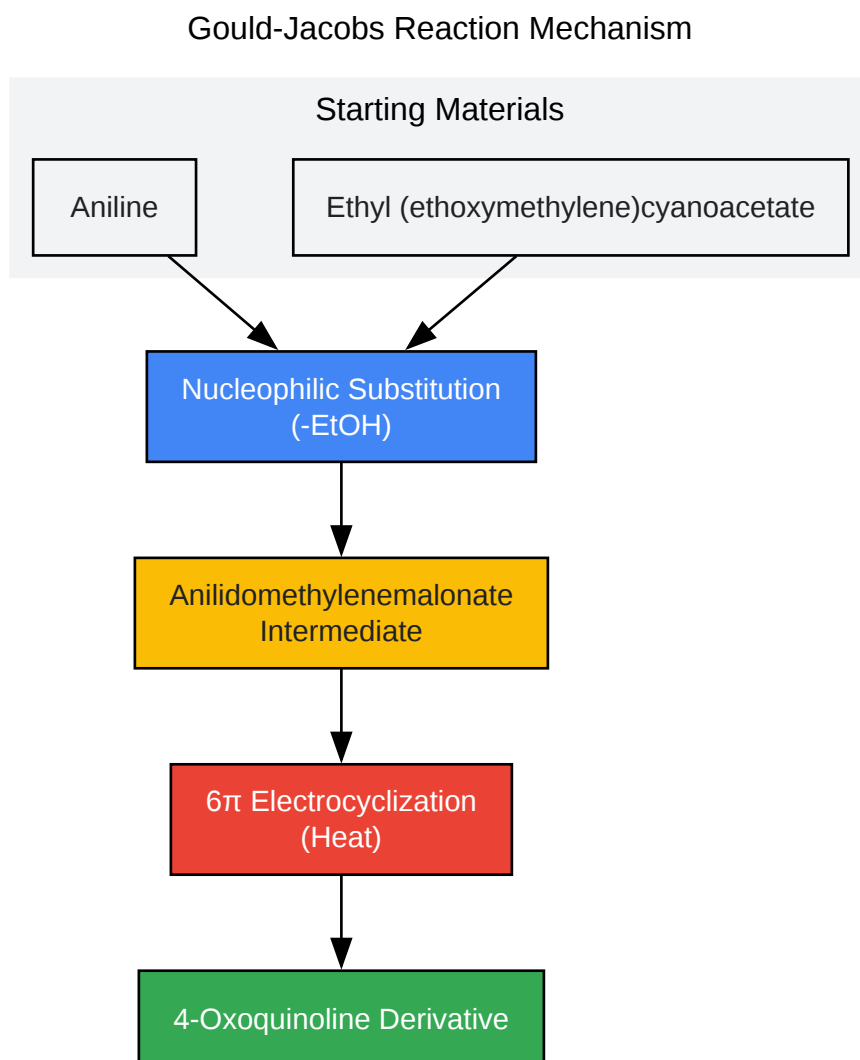 Gould-Jacobs Reaction Mechanism
Starting Materials
Aniline
Ethyl (ethoxymethylene)cyanoacetate
Nucleophilic Substitution
(-EtOH)
Anilidomethylenemalonate
Intermediate
6π Electrocyclization
(Heat)
4-Oxoquinoline Derivative